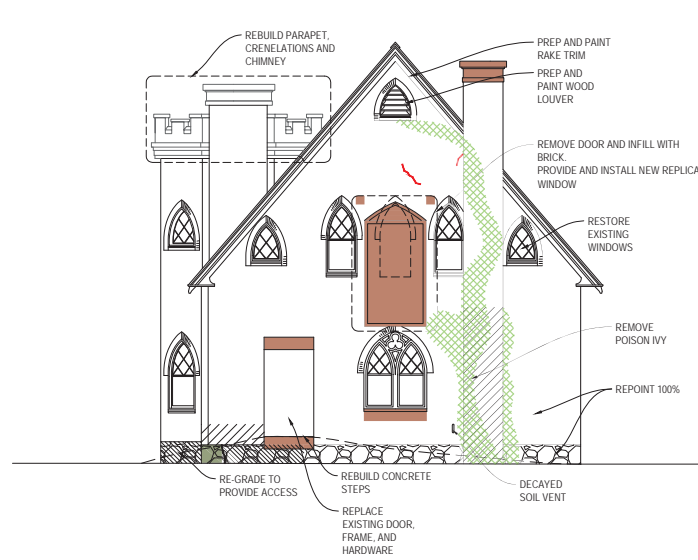 REBUILD PARAPET,
CRENELATIONS AND
CHIMNEY
PREP AND PAINT
RAKE TRIM
PREP AND
PAINT WOOD
LOUVER
REMOVE DOOR AND INFILL WITH
BRICK.
PROVIDE AND INSTALL NEW REPLICA
WINDOW
RESTORE
EXISTING
WINDOWS
REMOVE
POISON IVY
REPOINT 100%
RE-GRADE TO
PROVIDE ACCESS
REBUILD CONCRETE
STEPS
DECAYED
SOIL VENT
REPLACE
EXISTING DOOR,
FRAME, AND
HARDWARE